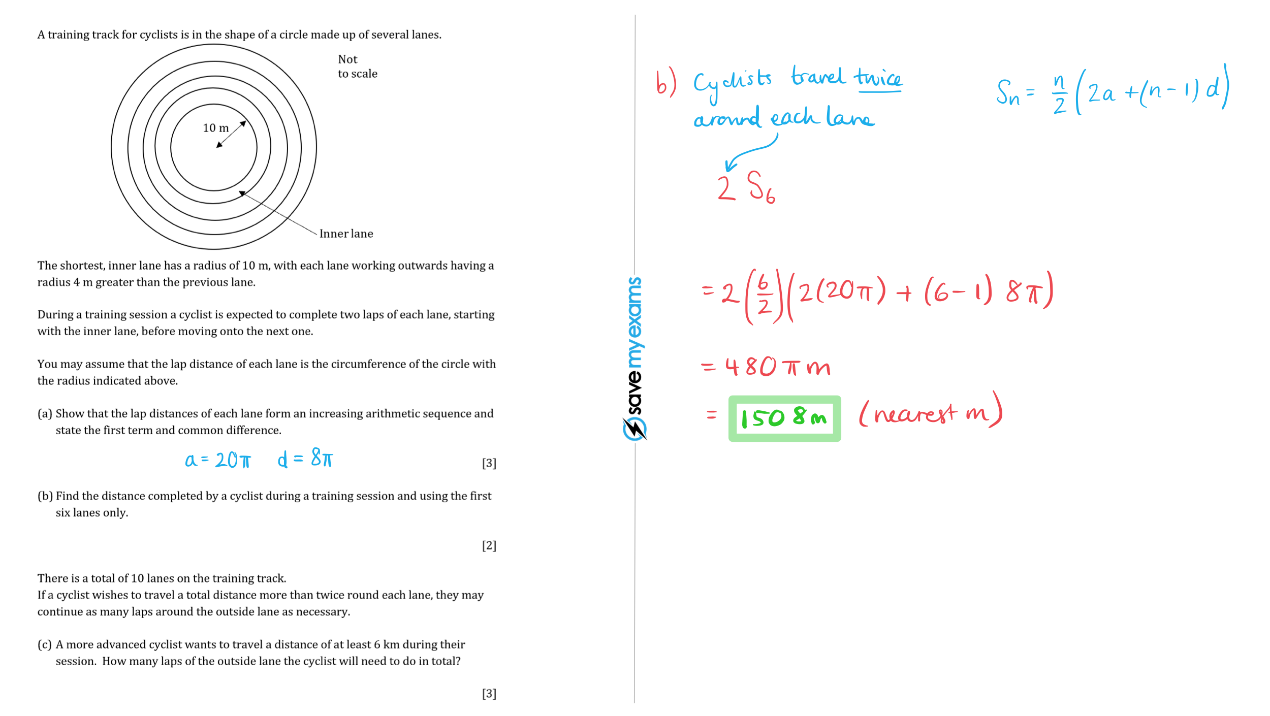 A training track for cyclists is in the shape of a circle made up of several lanes.
Not
to scale
10 m
Inner lane
The shortest, inner lane has a radius of 10 m, with each lane working outwards having a
radius 4 m greater than the previous lane.
During a training session a cyclist is expected to complete two laps of each lane, starting
with the inner lane, before moving onto the next one.
You may assume that the lap distance of each lane is the circumference of the circle with
the radius indicated above.
(a) Show that the lap distances of each lane form an increasing arithmetic sequence and
state the first term and common difference.
a = 20π d = 8π
[3]
(b) Find the distance completed by a cyclist during a training session and using the first
six lanes only.
[2]
There is a total of 10 lanes on the training track.
If a cyclist wishes to travel a total distance more than twice round each lane, they may
continue as many laps around the outside lane as necessary.
(c) A more advanced cyclist wants to travel a distance of at least 6 km during their
session. How many laps of the outside lane the cyclist will need to do in total?
[3]
savemyexams
b) Cyclists travel twice
around each lane
Sn = n/2 (2a + (n - 1) d)
2 S6
= 2 (6/2) (2(20π) + (6 - 1) 8π)
= 480 π m
= 1508m (nearest m)